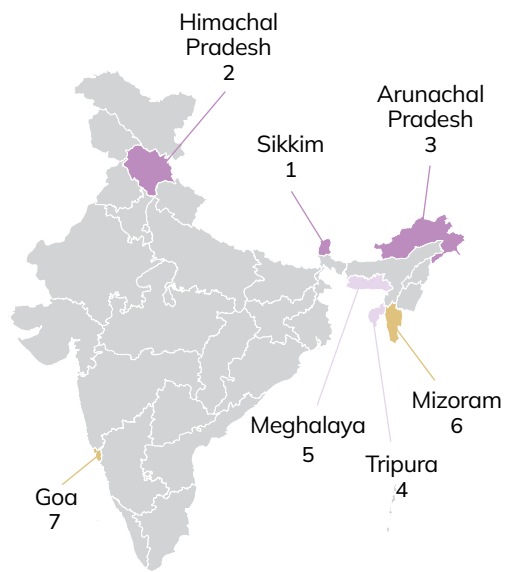 Himachal
Pradesh
2
Arunachal
Pradesh
3
Sikkim
1
Mizoram
6
Meghalaya
5
Tripura
4
Goa
7